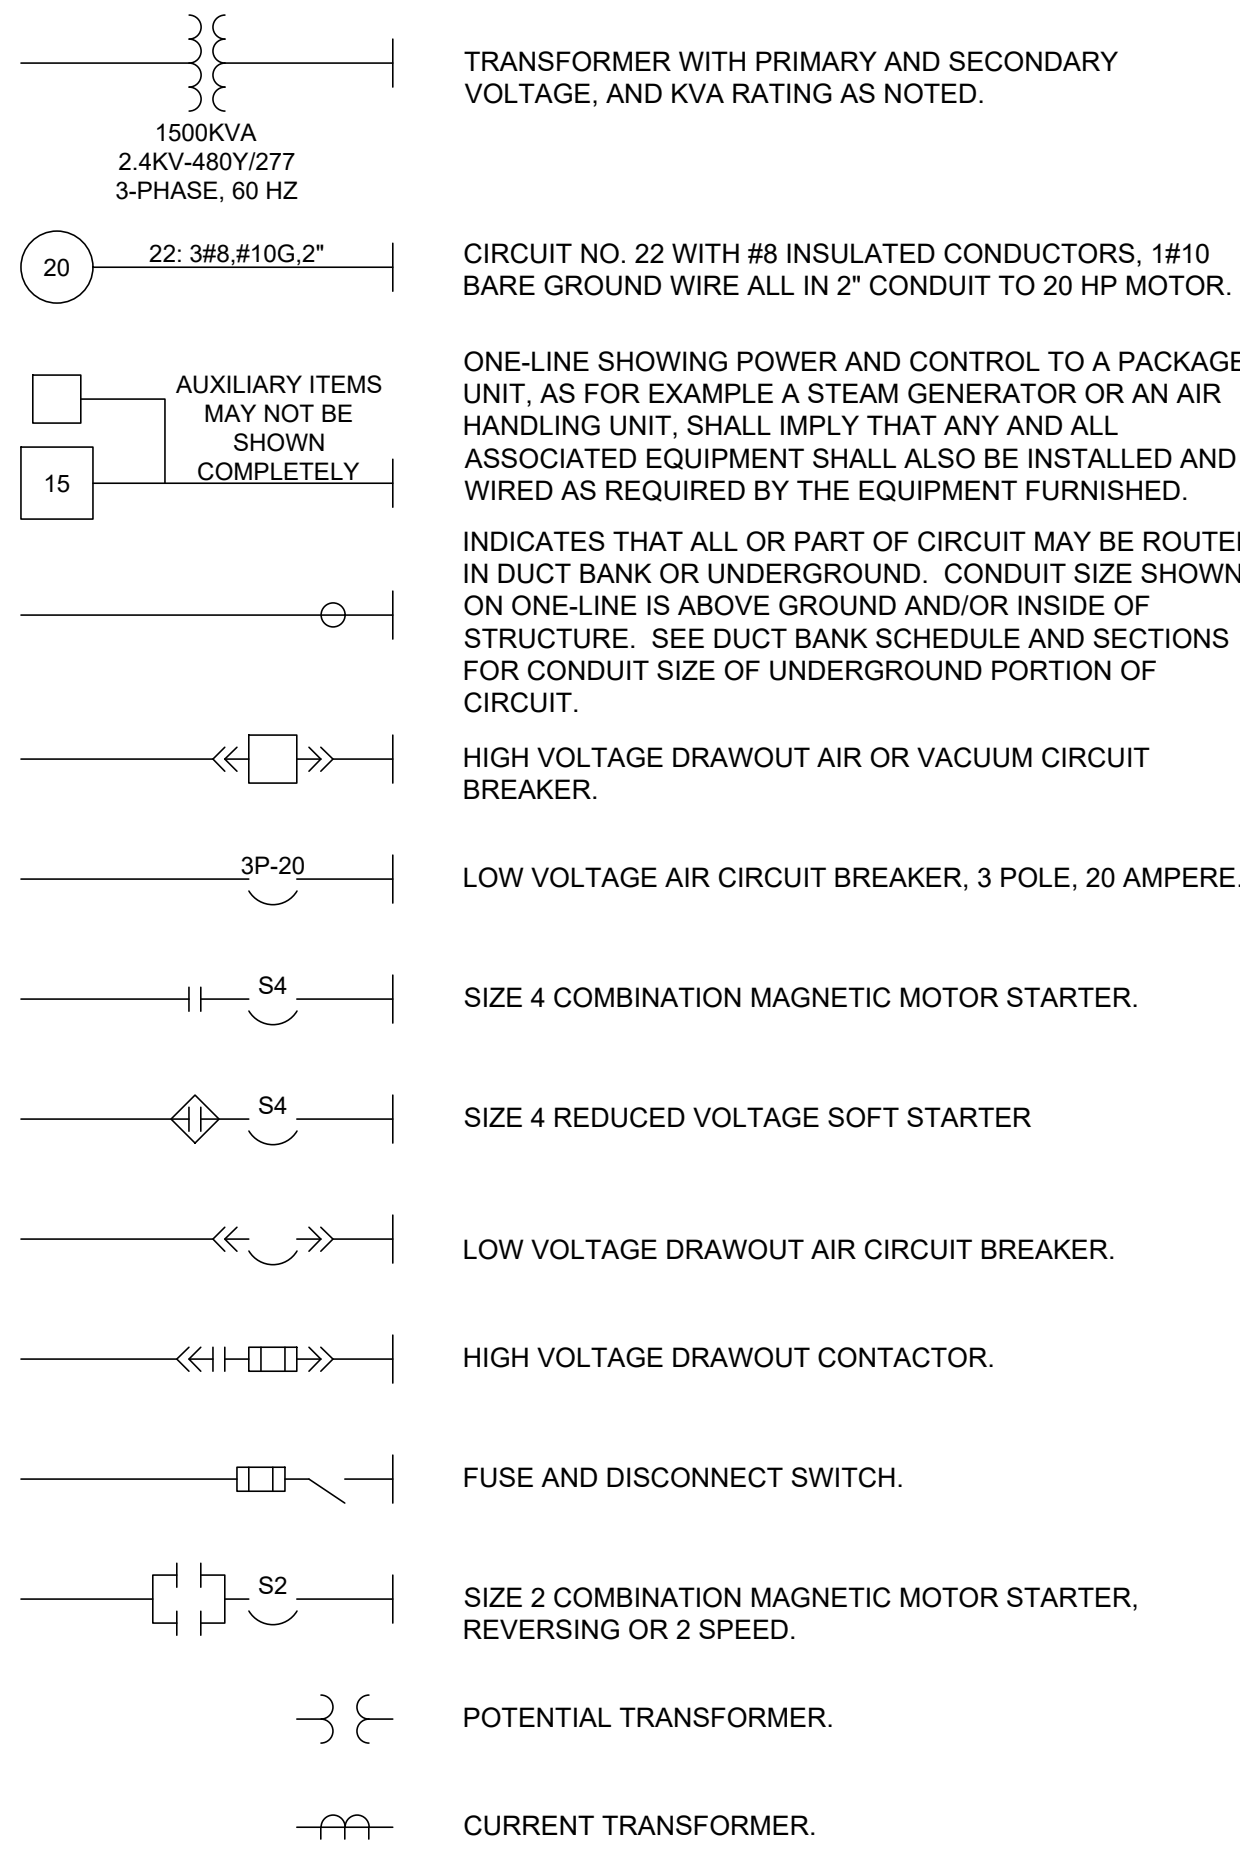 TRANSFORMER WITH PRIMARY AND SECONDARY
VOLTAGE, AND KVA RATING AS NOTED.
1500KVA
2.4KV-480Y/277
3-PHASE, 60 HZ
20
22: 3#8,#10G,2"
CIRCUIT NO. 22 WITH #8 INSULATED CONDUCTORS, 1#10
BARE GROUND WIRE ALL IN 2" CONDUIT TO 20 HP MOTOR.
AUXILIARY ITEMS
MAY NOT BE
SHOWN
COMPLETELY
15
ONE-LINE SHOWING POWER AND CONTROL TO A PACKAGE
UNIT, AS FOR EXAMPLE A STEAM GENERATOR OR AN AIR
HANDLING UNIT, SHALL IMPLY THAT ANY AND ALL
ASSOCIATED EQUIPMENT SHALL ALSO BE INSTALLED AND
WIRED AS REQUIRED BY THE EQUIPMENT FURNISHED.
INDICATES THAT ALL OR PART OF CIRCUIT MAY BE ROUTED
IN DUCT BANK OR UNDERGROUND. CONDUIT SIZE SHOWN
ON ONE-LINE IS ABOVE GROUND AND/OR INSIDE OF
STRUCTURE. SEE DUCT BANK SCHEDULE AND SECTIONS
FOR CONDUIT SIZE OF UNDERGROUND PORTION OF
CIRCUIT.
HIGH VOLTAGE DRAWOUT AIR OR VACUUM CIRCUIT
BREAKER.
3P-20
LOW VOLTAGE AIR CIRCUIT BREAKER, 3 POLE, 20 AMPERE.
S4
SIZE 4 COMBINATION MAGNETIC MOTOR STARTER.
S4
SIZE 4 REDUCED VOLTAGE SOFT STARTER
LOW VOLTAGE DRAWOUT AIR CIRCUIT BREAKER.
HIGH VOLTAGE DRAWOUT CONTACTOR.
FUSE AND DISCONNECT SWITCH.
S2
SIZE 2 COMBINATION MAGNETIC MOTOR STARTER,
REVERSING OR 2 SPEED.
POTENTIAL TRANSFORMER.
CURRENT TRANSFORMER.